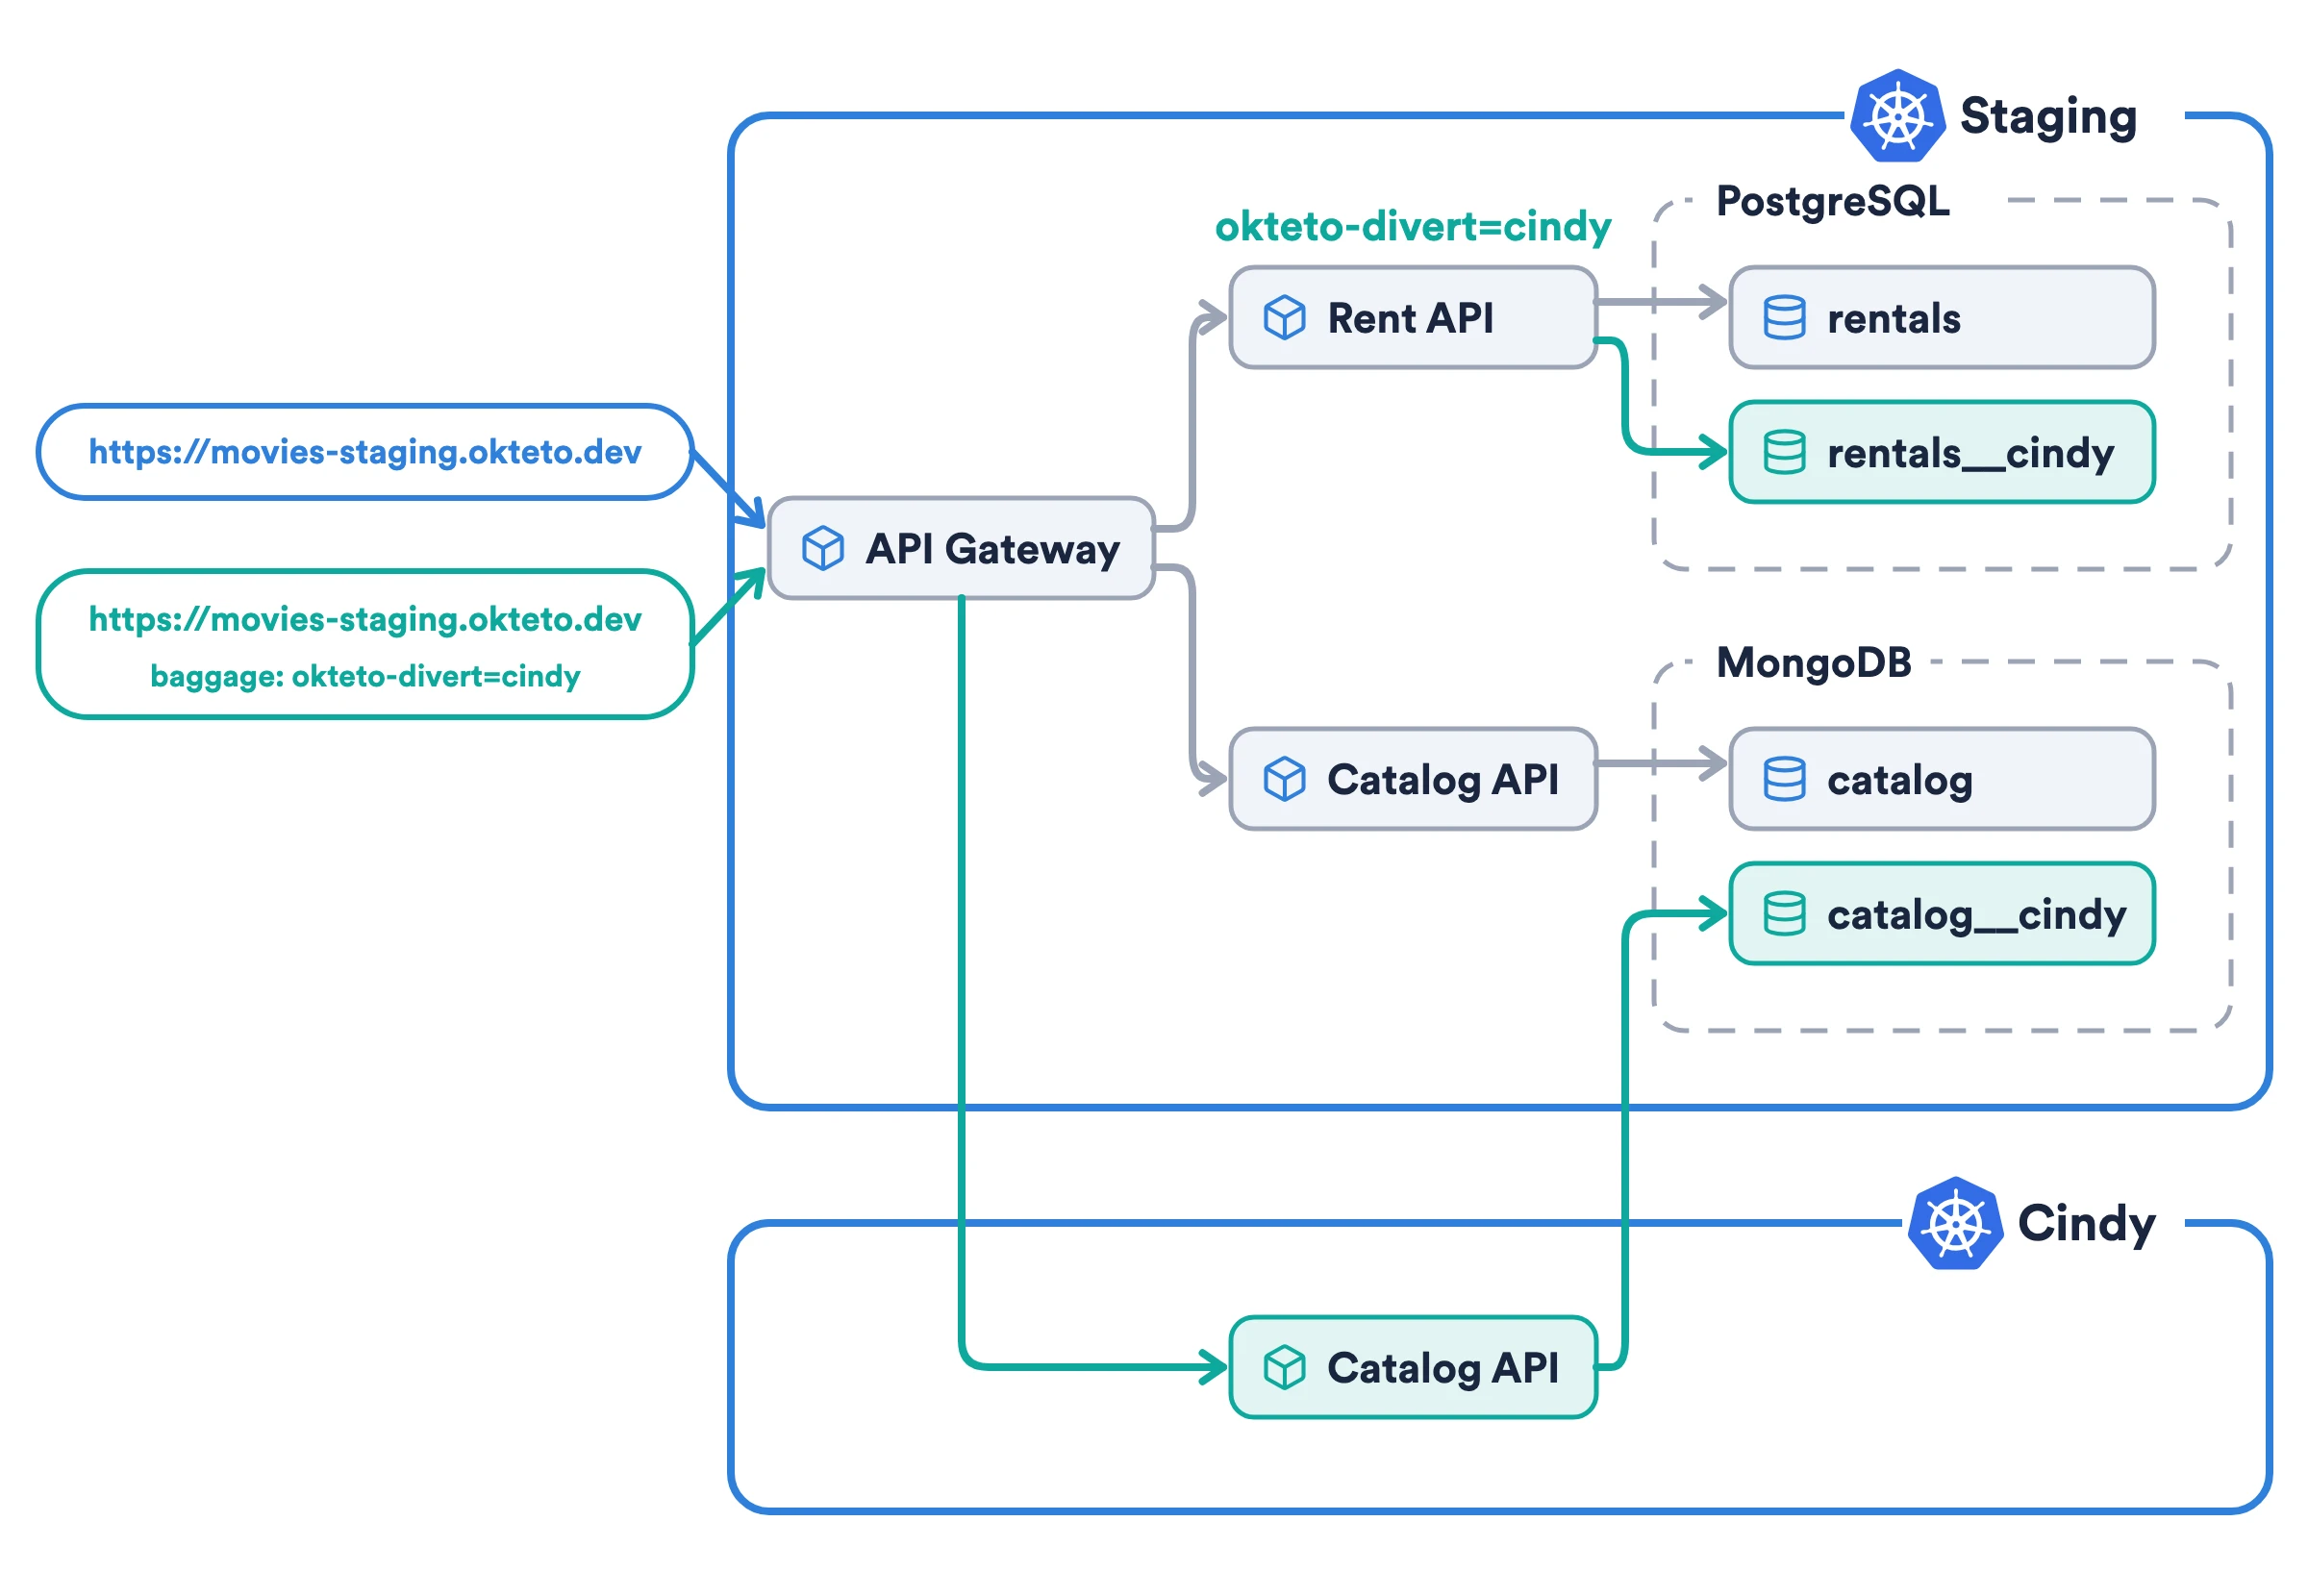 Staging
PostgreSQL
okteto-divert=cindy
Rent API
rentals
https://movies-staging.okteto.dev
rentals__cindy
API Gateway
https://movies-staging.okteto.dev
baggage: okteto-divert=cindy
MongoDB
Catalog API
catalog
catalog__cindy
Cindy
Catalog API